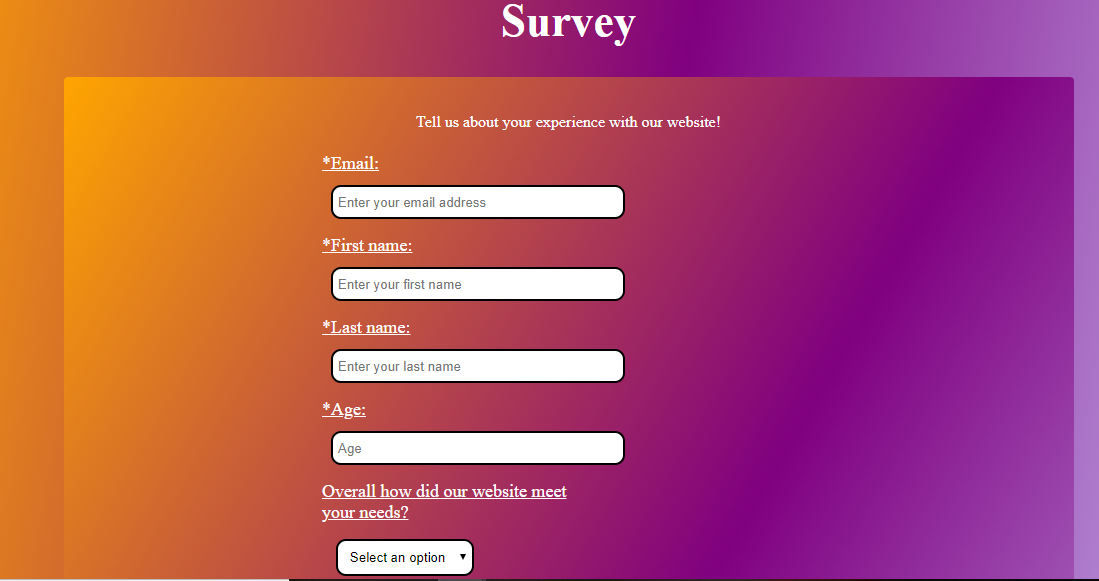 Survey
Tell us about your experience with our website!
*Email:
Enter your email address
*First name:
Enter your first name
*Last name:
Enter your last name
*Age:
Age
Overall how did our website meet
your needs?
Select an option